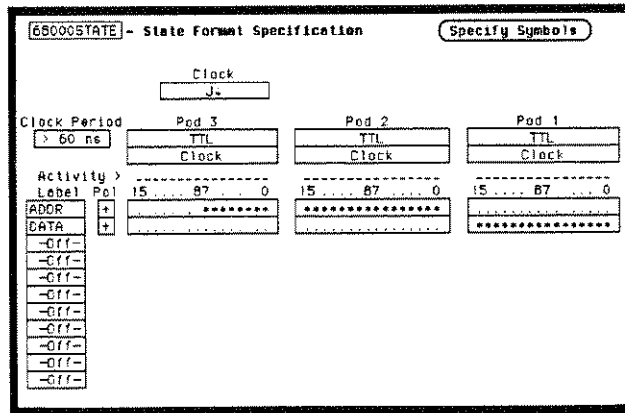 68000STATE - State Format Specification Specify Symbols
Clock
J↓
Clock Period Pod 3 Pod 2 Pod 1
> 60 ns TTL TTL TTL
Clock Clock Clock
Activity > ---------------- ---------------- ----------------
Label Pol 15 .... 87 .... 0 15 .... 87 .... 0 15 .... 87 .... 0
ADDR + ........******** **************** ................
DATA + ................ ................ ****************
-Off-
-Off-
-Off-
-Off-
-Off-
-Off-
-Off-
-Off-
-Off-